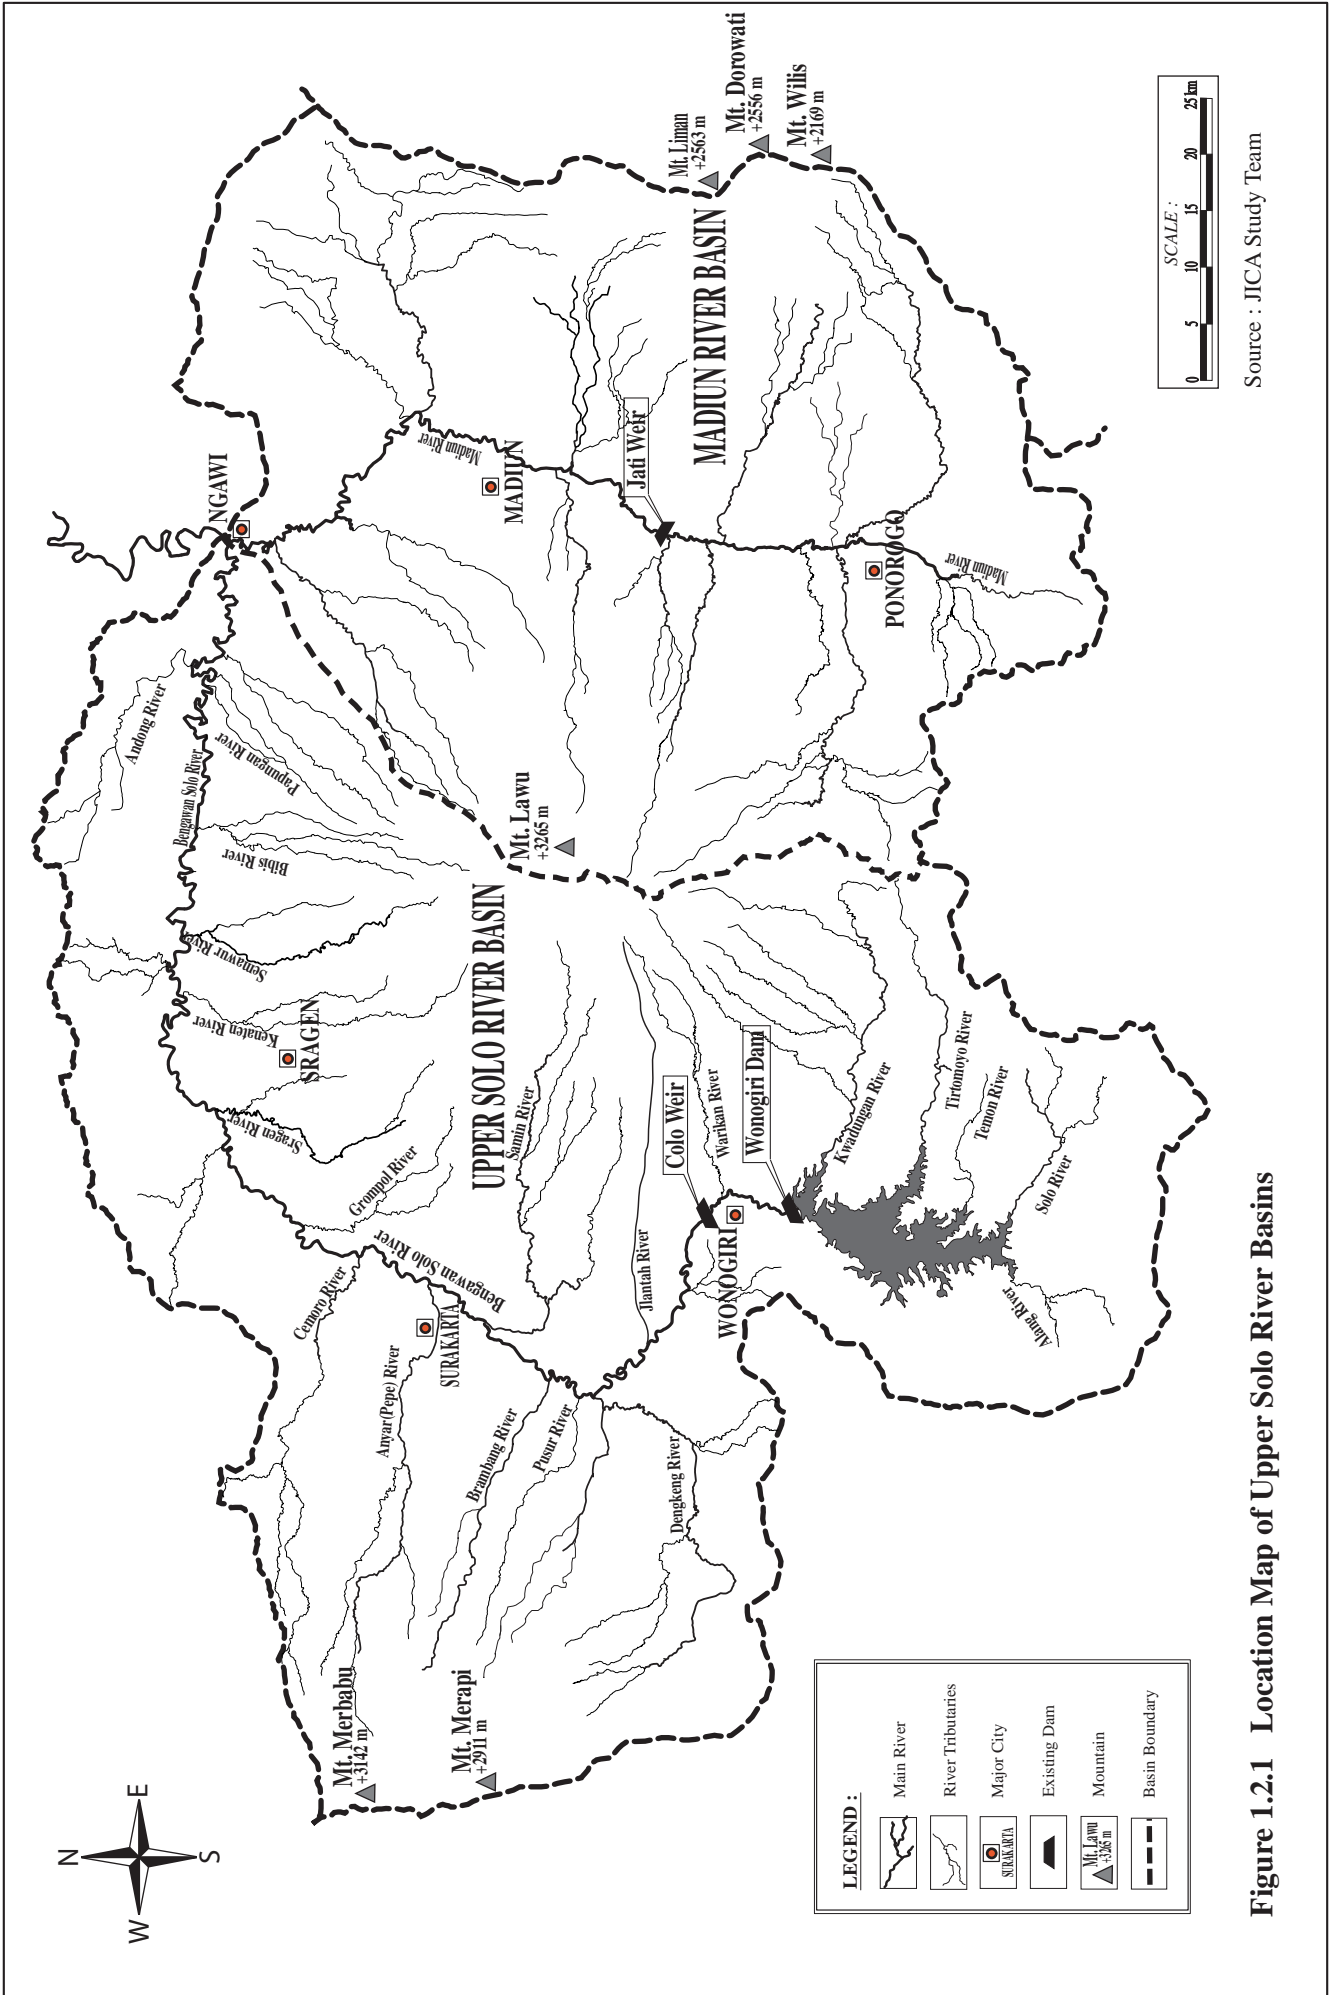 N
W
E
S
NGAWI
Andong River
Bengawan Solo River
Papungan River
Bibis River
Semawur River
Kenaten River
SRAGEN
Sragen River
Grompol River
Cemoro River
Bengawan Solo River
SURAKARTA
Anyar(Pepe) River
Brambang River
Pusur River
Dengkeng River
Mt. Merbabu
+3142 m
Mt. Merapi
+2911 m
UPPER SOLO RIVER BASIN
Samin River
Jlantah River
Mt. Lawu
+3265 m
Colo Weir
Warikan River
WONOGIRI
Wonogiri Dam
Kwadungan River
Tirtomoyo River
Temon River
Solo River
Alang River
Madiun River
MADIUN
Jati Weir
MADIUN RIVER BASIN
PONOROGO
Madiun River
Mt. Liman
+2563 m
Mt. Dorowati
+2556 m
Mt. Wilis
+2169 m
LEGEND :
Main River
River Tributaries
SURAKARTA
Major City
Existing Dam
Mt. Lawu
+3265 m
Mountain
Basin Boundary
SCALE :
0 5 10 15 20 25 km
Source : JICA Study Team
Figure 1.2.1 Location Map of Upper Solo River Basins